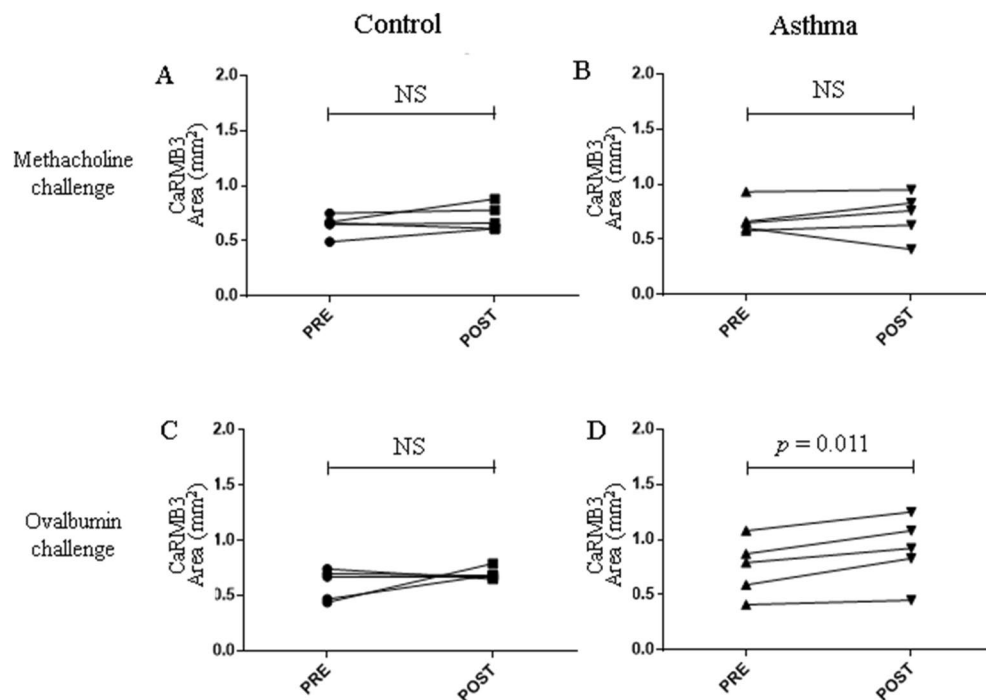 Control
Asthma
Methacholine
challenge
A
NS
CaRMB3
Area (mm²)
2.0
1.5
1.0
0.5
0.0
PRE
POST
B
NS
CaRMB3
Area (mm²)
2.0
1.5
1.0
0.5
0.0
PRE
POST
Ovalbumin
challenge
C
NS
CaRMB3
Area (mm²)
2.0
1.5
1.0
0.5
0.0
PRE
POST
D
p = 0.011
CaRMB3
Area (mm²)
2.0
1.5
1.0
0.5
0.0
PRE
POST